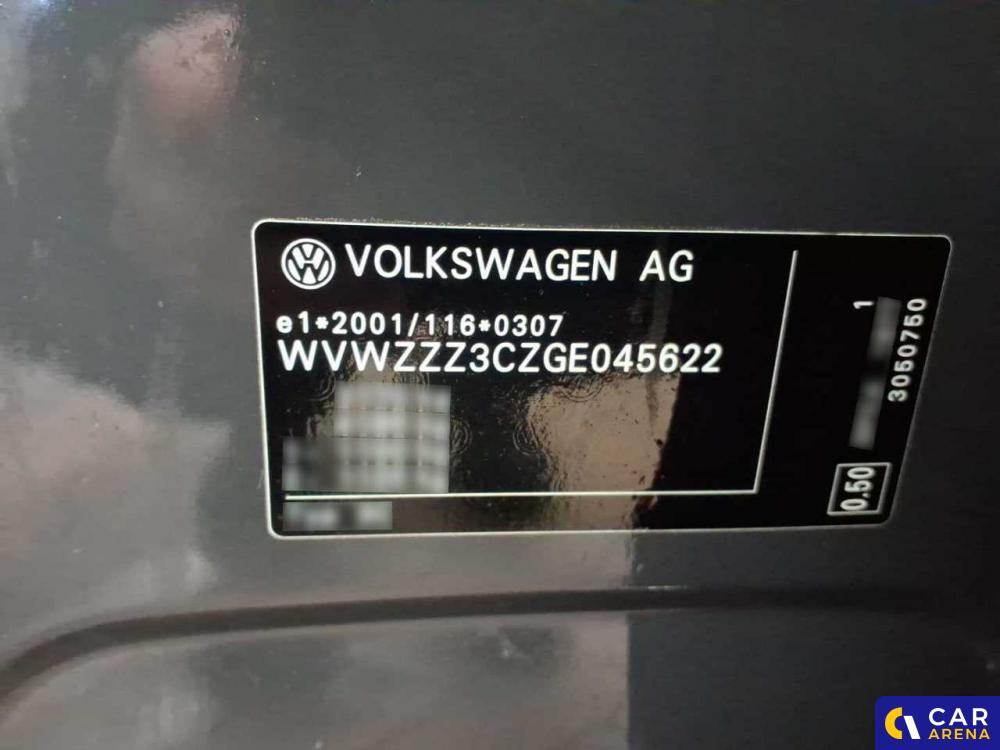 VOLKSWAGEN AG
e1*2001/116*0307
WVWZZZ3CZGE045622
1
3050750
0.50
CAR
ARENA